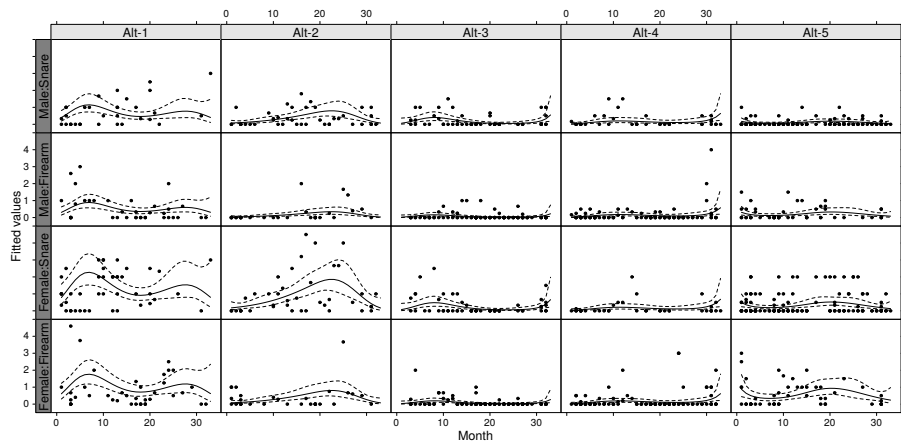 0 10 20 30 0 10 20 30
Alt-1 Alt-2 Alt-3 Alt-4 Alt-5
Male:Snare
Male:Firearm
4
3
2
1
0
Female:Snare
Female:Firearm
4
3
2
1
0
Fitted values
0 10 20 30 0 10 20 30 0 10 20 30
Month